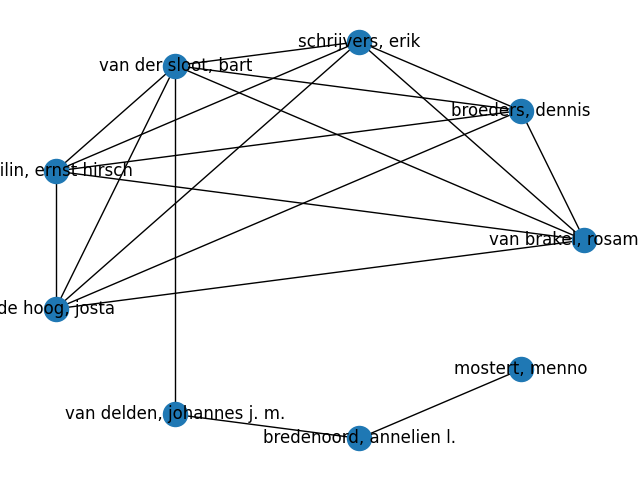 schrijvers, erik
van der sloot, bart
broeders, dennis
ilin, ernst hirsch
van brakel, rosam
de hoog, josta
mostert, menno
van delden, johannes j. m.
bredenoord, annelien l.